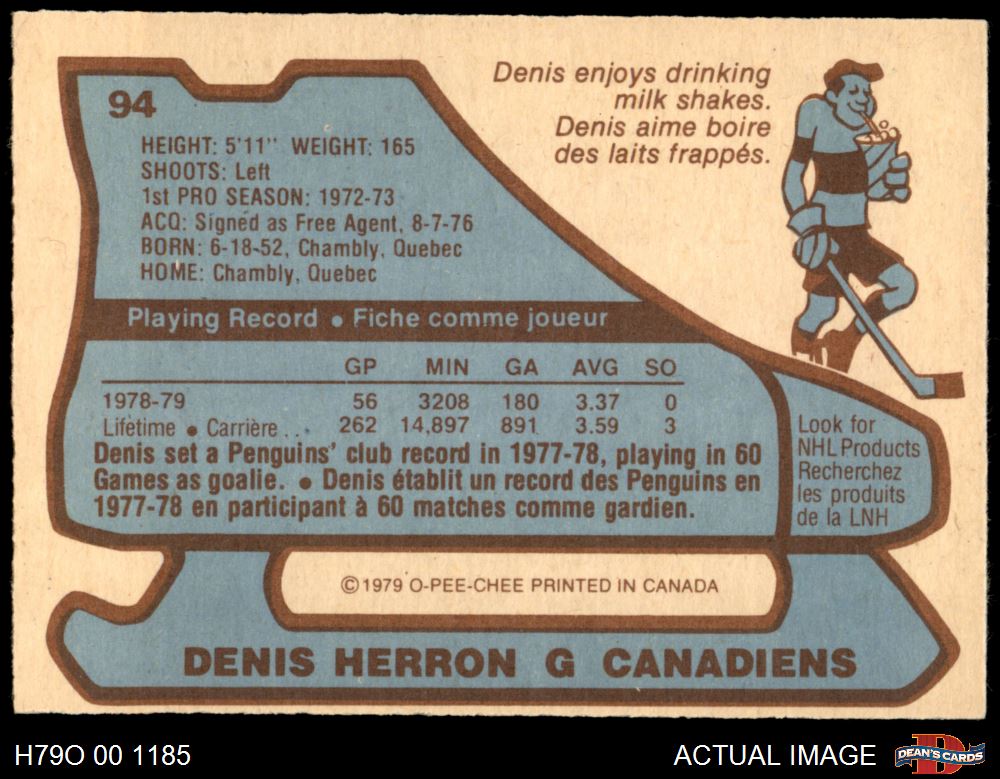 94
Denis enjoys drinking
milk shakes.
Denis aime boire
des laits frappés.
HEIGHT: 5'11" WEIGHT: 165
SHOOTS: Left
1st PRO SEASON: 1972-73
ACQ: Signed as Free Agent, 8-7-76
BORN: 6-18-52, Chambly, Quebec
HOME: Chambly, Quebec
Playing Record ● Fiche comme joueur
GP MIN GA AVG SO
1978-79 56 3208 180 3.37 0
Lifetime ● Carrière . . 262 14,897 891 3.59 3
Denis set a Penguins' club record in 1977-78, playing in 60
Games as goalie. ● Denis établit un record des Penguins en
1977-78 en participant à 60 matches comme gardien.
Look for
NHL Products
Recherchez
les produits
de la LNH
© 1979 O-PEE-CHEE PRINTED IN CANADA
DENIS HERRON G CANADIENS
H79O 00 1185
ACTUAL IMAGE
D
DEAN'S CARDS